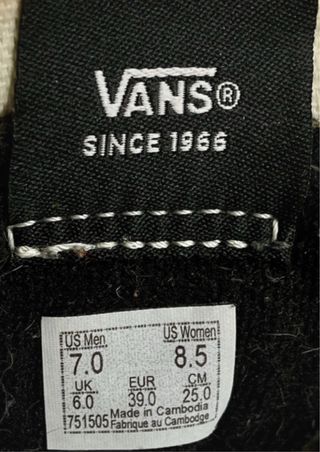 VANS®
SINCE 1966
US Men US Women
7.0 8.5
UK EUR CM
6.0 39.0 25.0
Made in Cambodia
751505 Fabrique au Cambodge